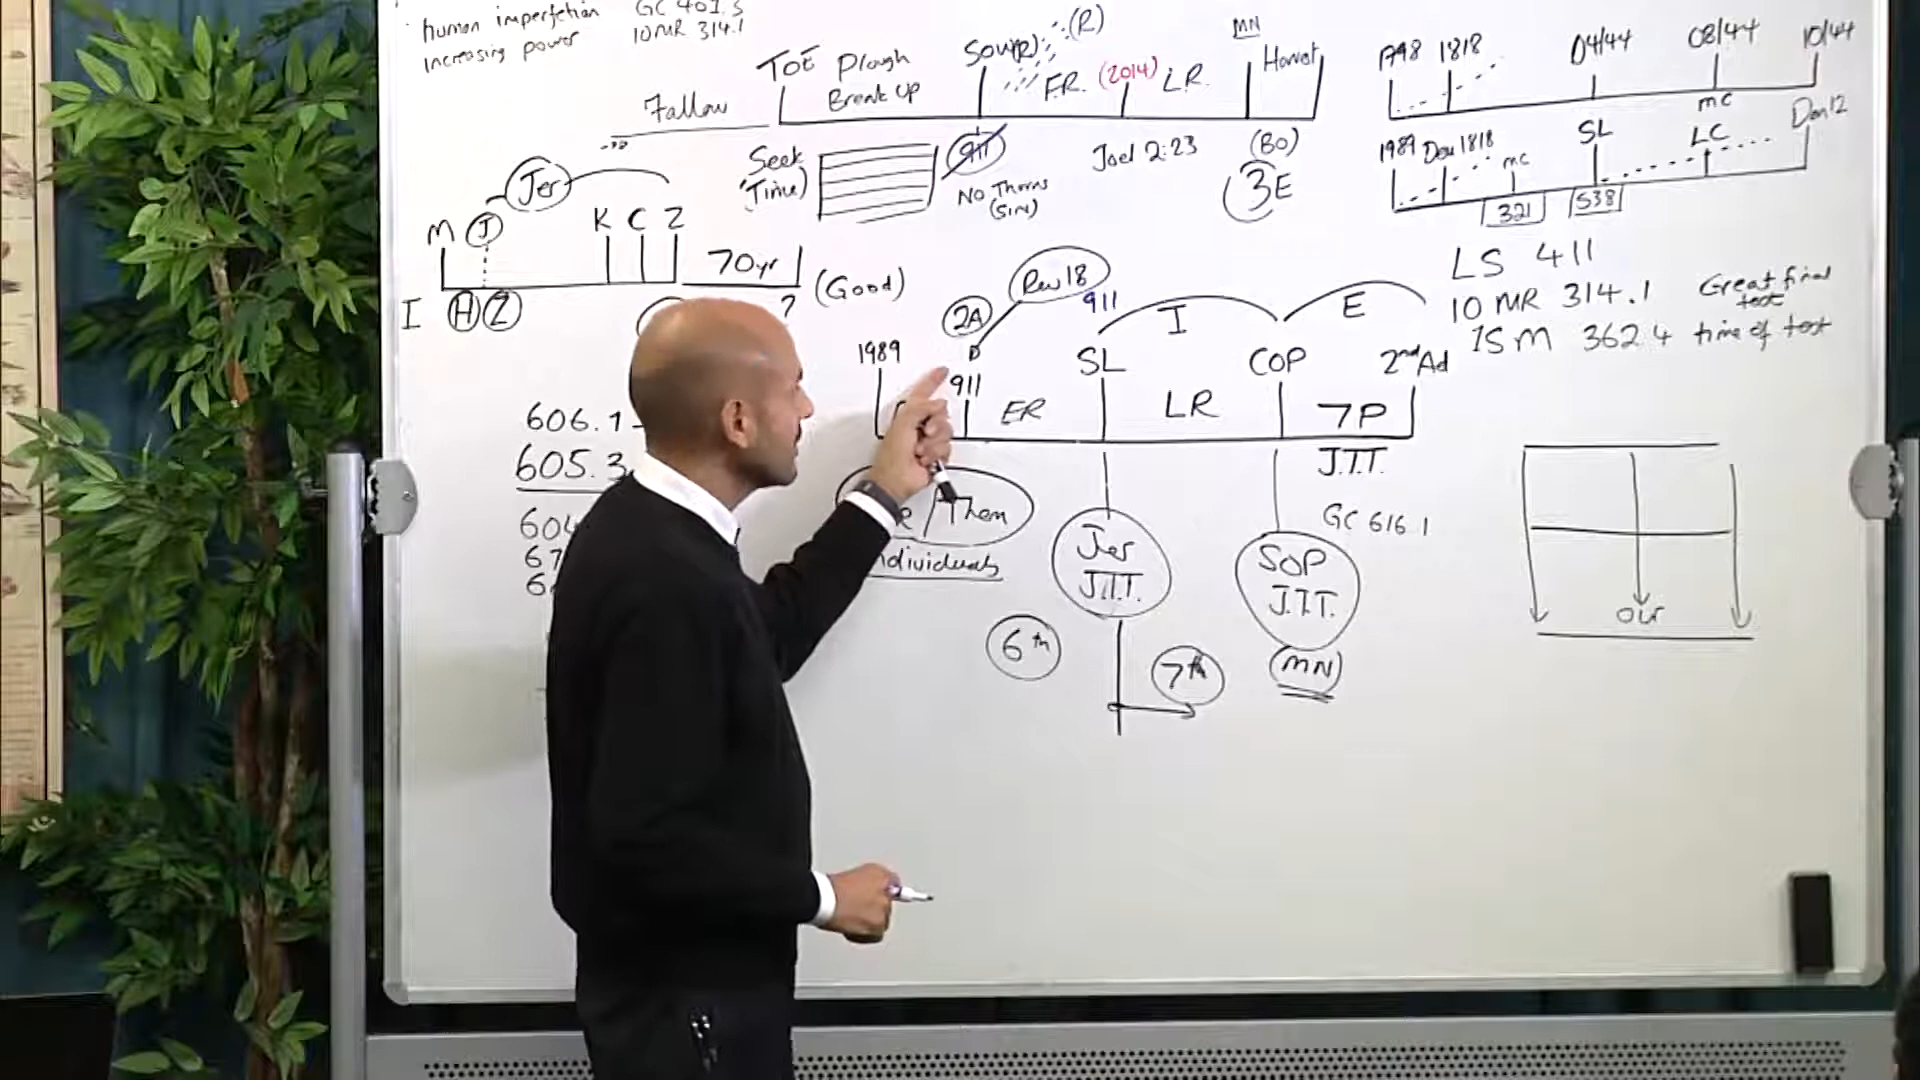 human imperfection GC 401.3
increasing power 10MR 314.1
Fallow
TOE Plough
Break up
Sow(R) (R)
F.R. (2014) L.R.
MN
Harvest
Seek
(Time)
911
No Thorns
(sin)
Joel 2:23
(BO)
3E
1798 1818 04/44 08/44 10/44
mc
1989 Dou 1818 mc SL LC Dan 12
321 538
Jer
M J K C Z
70yr
(Good)
?
I H Z
Rev 18
2A
911
I E
1989 911 SL COP 2nd Ad
ER LR 7P
J.T.T.
GC 616.1
LS 411
10 MR 314.1 Great final
test
1SM 362.4 time of test
606.1
605.3
604
67
Them
ndividuals
Jer
J.T.T.
SOP
J.T.T.
(MN)
6th
7th
our